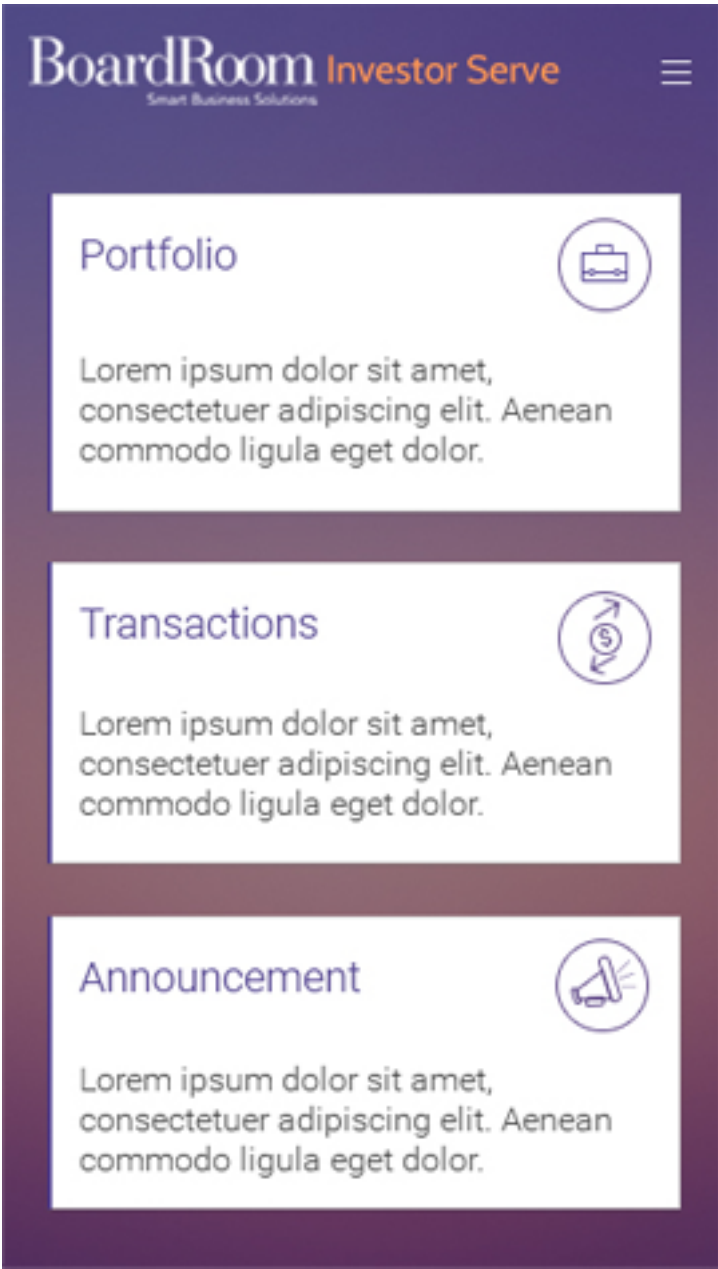 BoardRoom Investor Serve
Smart Business Solutions
Portfolio
Lorem ipsum dolor sit amet,
consectetuer adipiscing elit. Aenean
commodo ligula eget dolor.
Transactions
$
Lorem ipsum dolor sit amet,
consectetuer adipiscing elit. Aenean
commodo ligula eget dolor.
Announcement
Lorem ipsum dolor sit amet,
consectetuer adipiscing elit. Aenean
commodo ligula eget dolor.